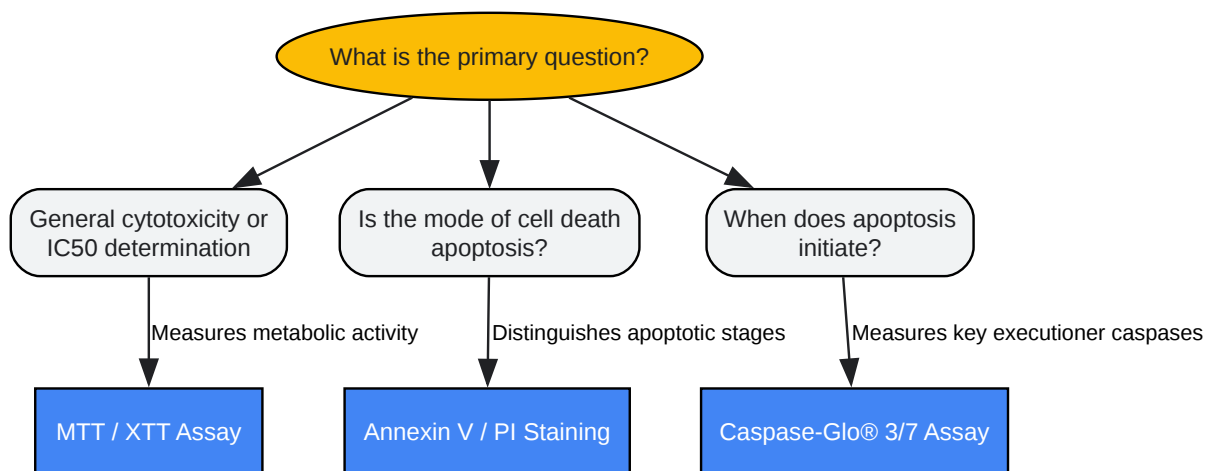 What is the primary question?
General cytotoxicity or
IC50 determination
Is the mode of cell death
apoptosis?
When does apoptosis
initiate?
Measures metabolic activity
Distinguishes apoptotic stages
Measures key executioner caspases
MTT / XTT Assay
Annexin V / PI Staining
Caspase-Glo® 3/7 Assay